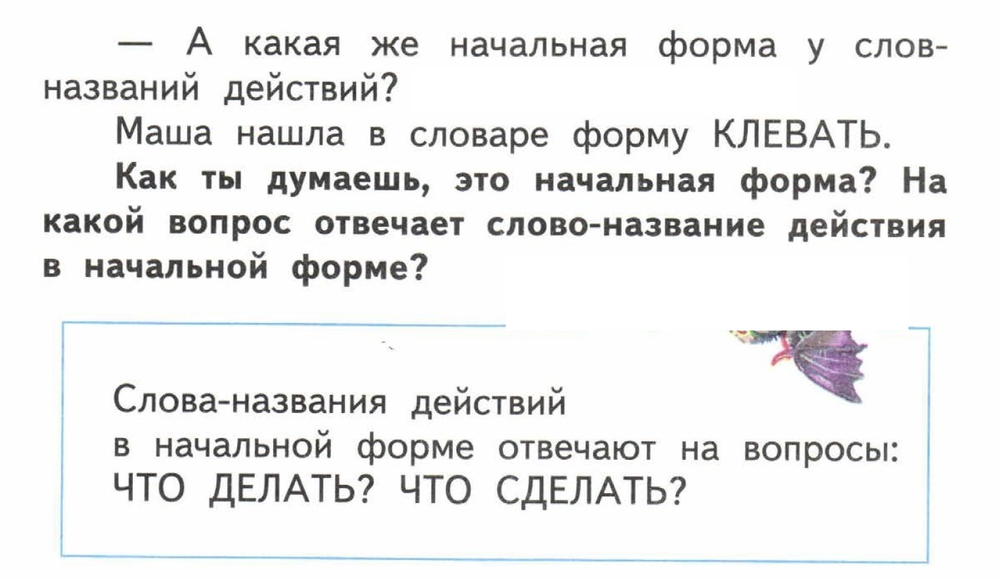 — А какая же начальная форма у слов-
названий действий?
Маша нашла в словаре форму КЛЕВАТЬ.
Как ты думаешь, это начальная форма? На
какой вопрос отвечает слово-название действия
в начальной форме?
Слова-названия действий
в начальной форме отвечают на вопросы:
ЧТО ДЕЛАТЬ? ЧТО СДЕЛАТЬ?